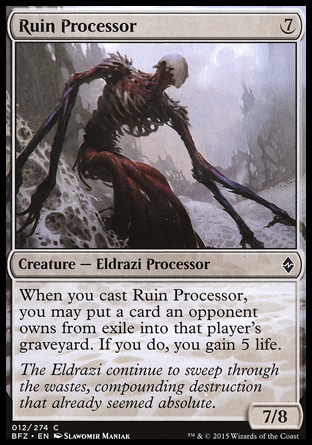 Ruin Processor 7
Creature — Eldrazi Processor
When you cast Ruin Processor,
you may put a card an opponent
owns from exile into that player's
graveyard. If you do, you gain 5 life.
The Eldrazi continue to sweep through
the wastes, compounding destruction
that already seemed absolute.
7/8
012/274 C
BFZ • EN SLAWOMIR MANIAK
™ & © 2015 Wizards of the Coast